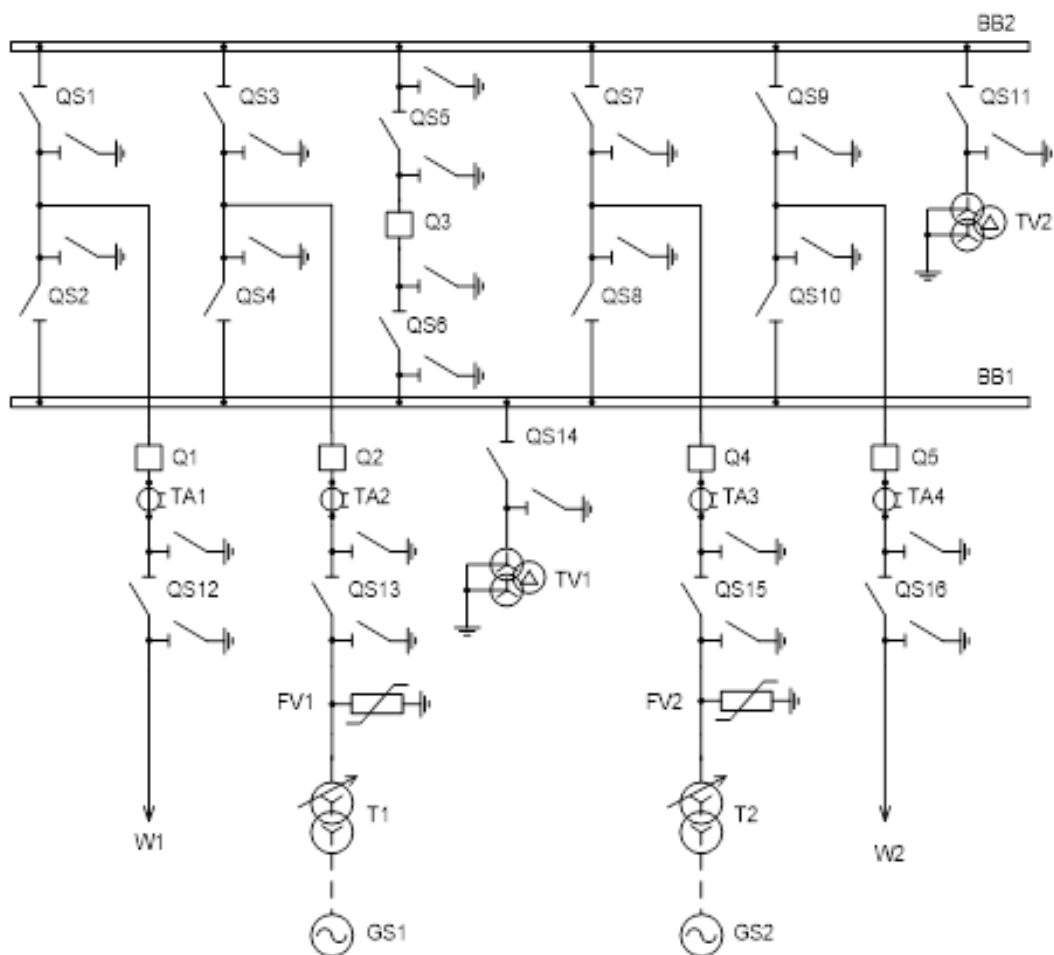 BB2
QS1 QS3 QS5 QS7 QS9 QS11
Q3 TV2
QS2 QS4 QS6 QS8 QS10
BB1
QS14
Q1 Q2 Q4 Q5
TA1 TA2 TA3 TA4
TV1
QS12 QS13 QS15 QS16
FV1 FV2
T1 T2
W1 W2
GS1 GS2